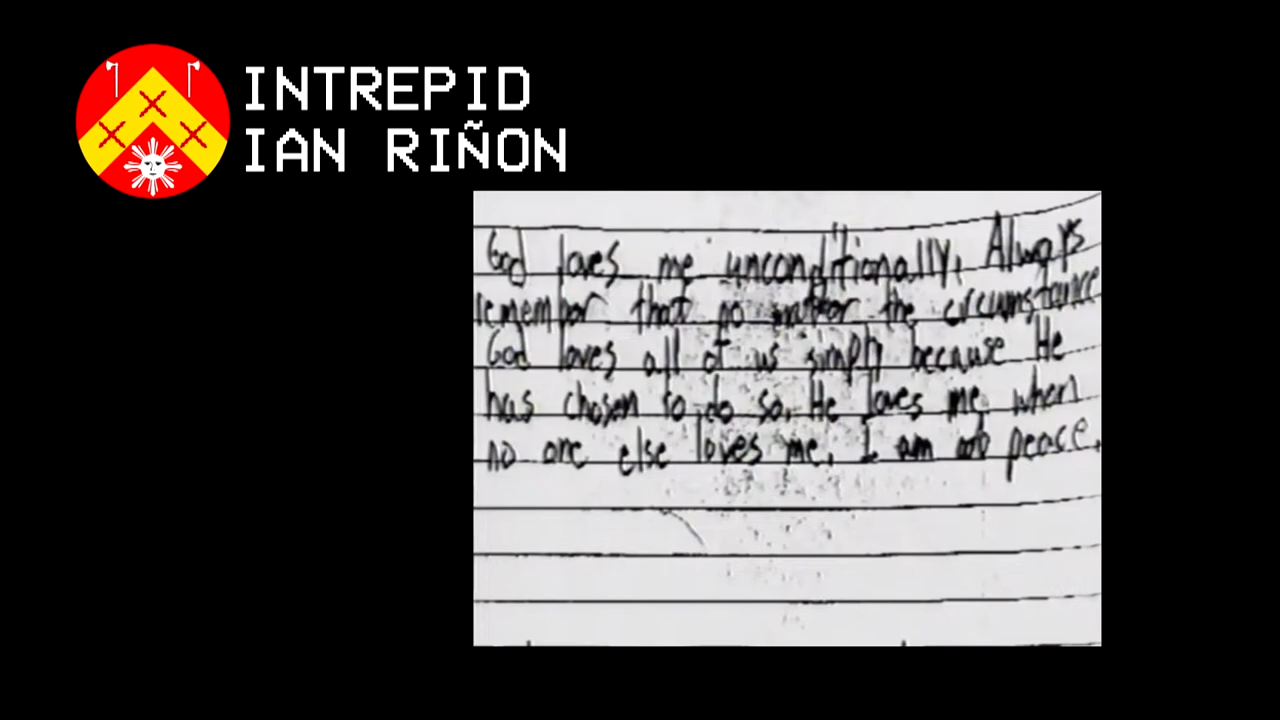 INTREPID
IAN RIÑON
God loves me unconditionally. Always
remember that no matter the circumstance
God loves all of us simply because He
has chosen to do so. He loves me when
no one else loves me. I am at peace.